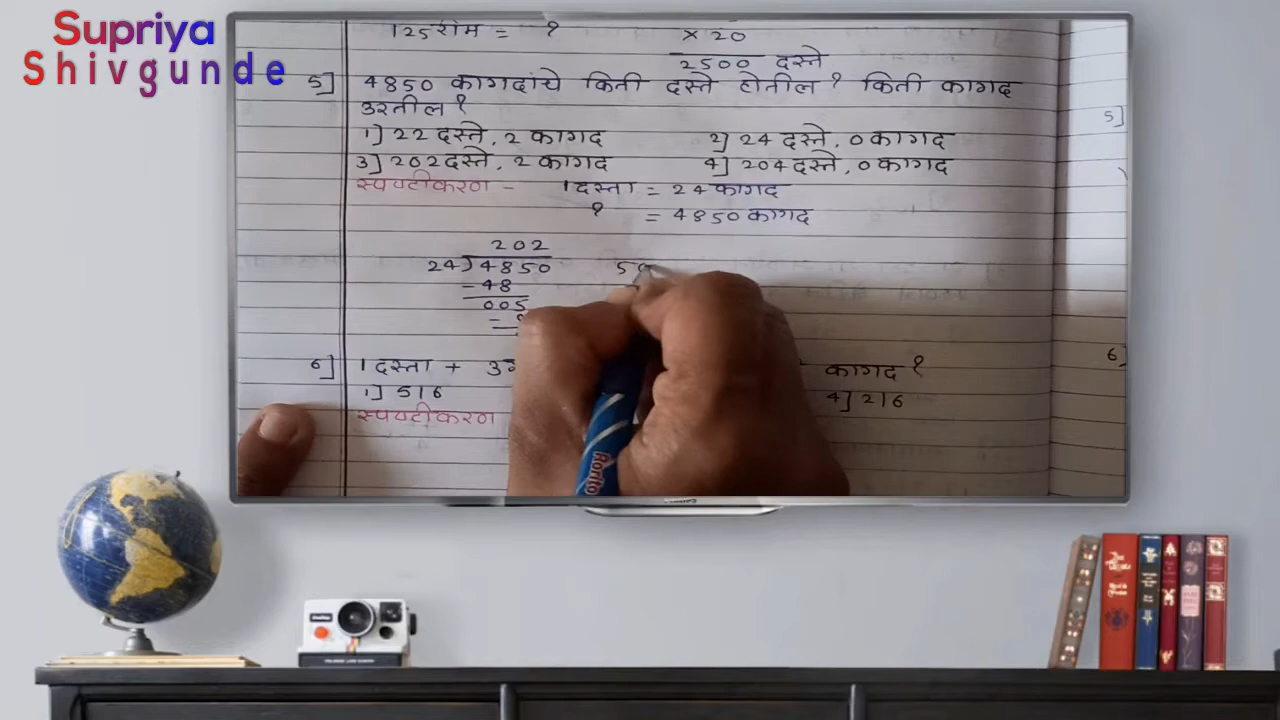 Supriya
Shivgunde
125 रीम = ?
× 20
2500 दस्ते
5] 4850 कागदांचे किती दस्ते होतील ? किती कागद
उरतील ?
1] 22 दस्ते, 2 कागद 2] 24 दस्ते, 0 कागद
3] 202 दस्ते, 2 कागद 4] 204 दस्ते, 0 कागद
स्पष्टीकरण - 1 दस्ता = 24 कागद
? = 4850 कागद
202
24) 4850 50
- 48
005
6] 1 दस्ता + कागद ?
1] 516 4] 216
स्पष्टीकरण
5]
6]
Rorito